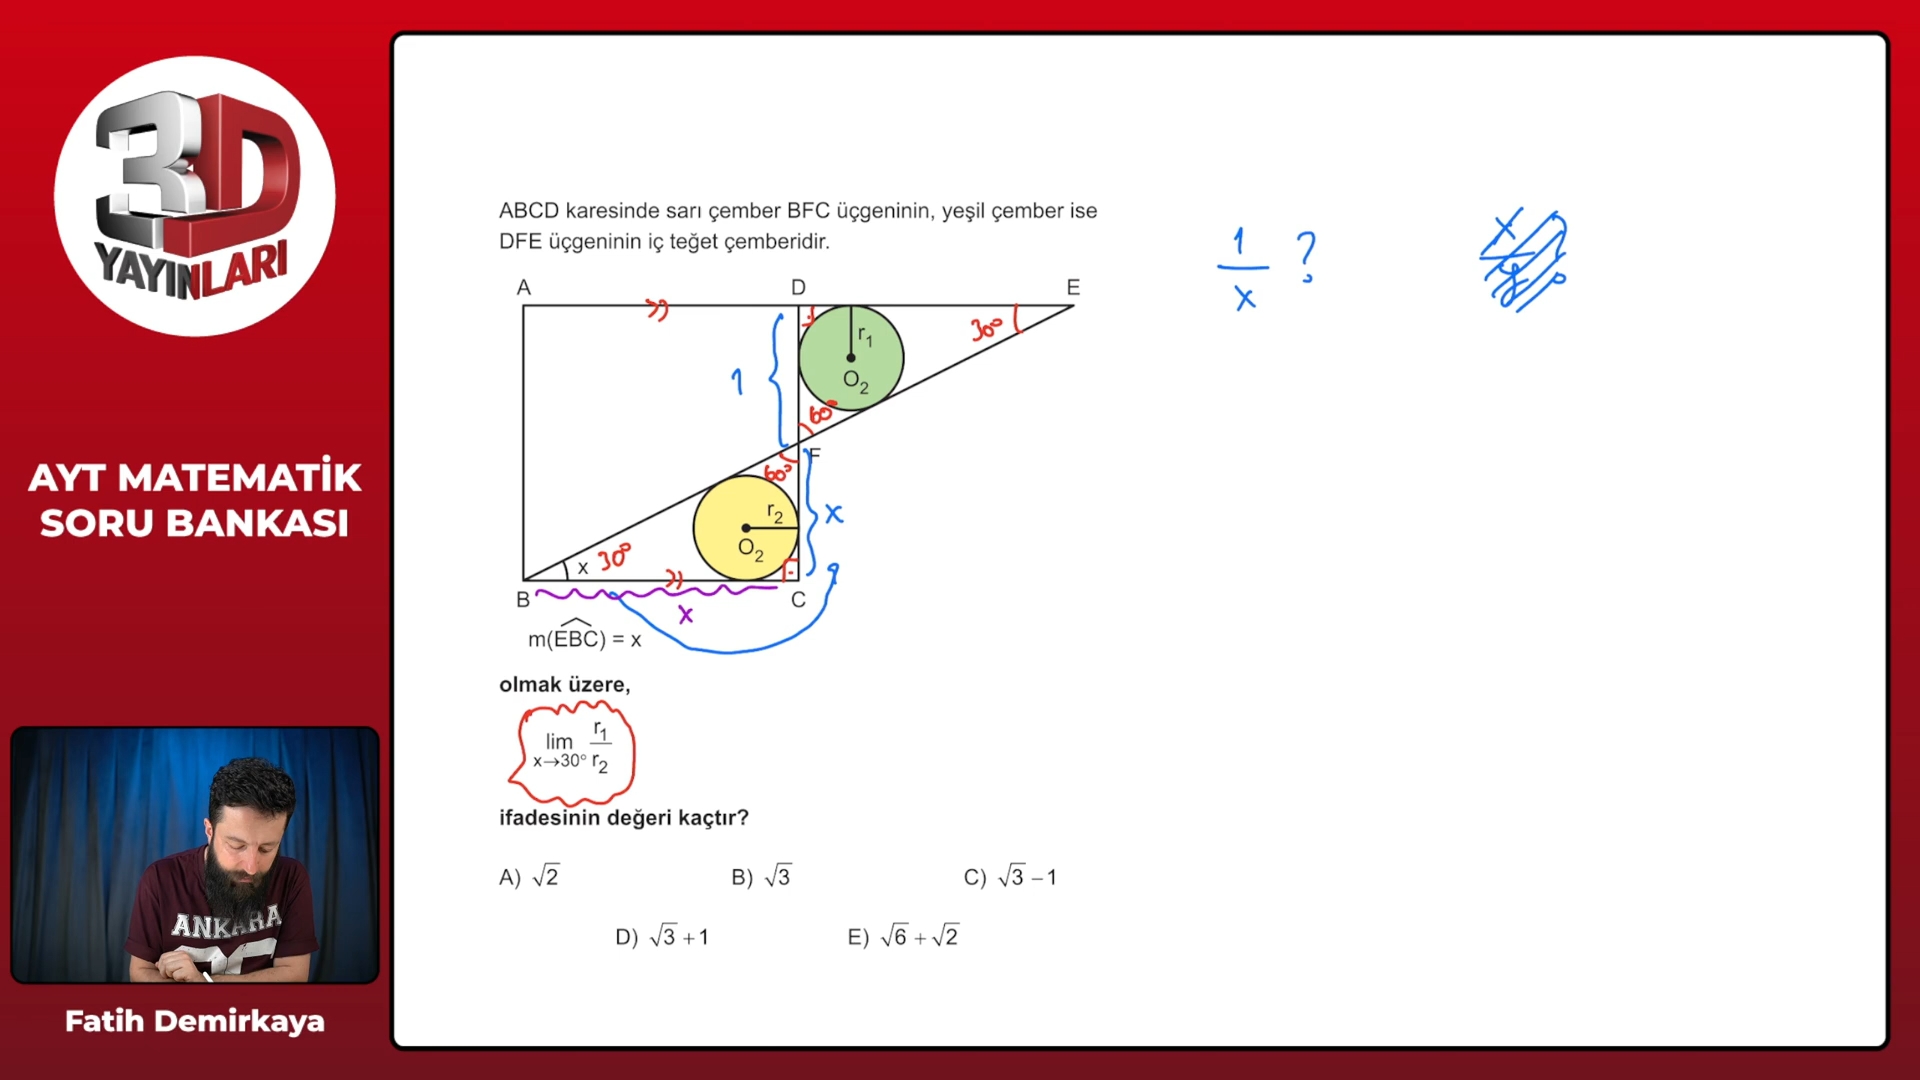 3D
YAYINLARI
AYT MATEMATİK
SORU BANKASI
ANKARA
Fatih Demirkaya
ABCD karesinde sarı çember BFC üçgeninin, yeşil çember ise
DFE üçgeninin iç teğet çemberidir.
A D E
r₁
30°
O₂
1
60°
F
60°
r₂
x
O₂
x 30°
B C
x
m(EBC) = x
olmak üzere,
lim r₁
x→30° r₂
ifadesinin değeri kaçtır?
A) √2 B) √3 C) √3 – 1
D) √3 + 1 E) √6 + √2
1
x
?
x